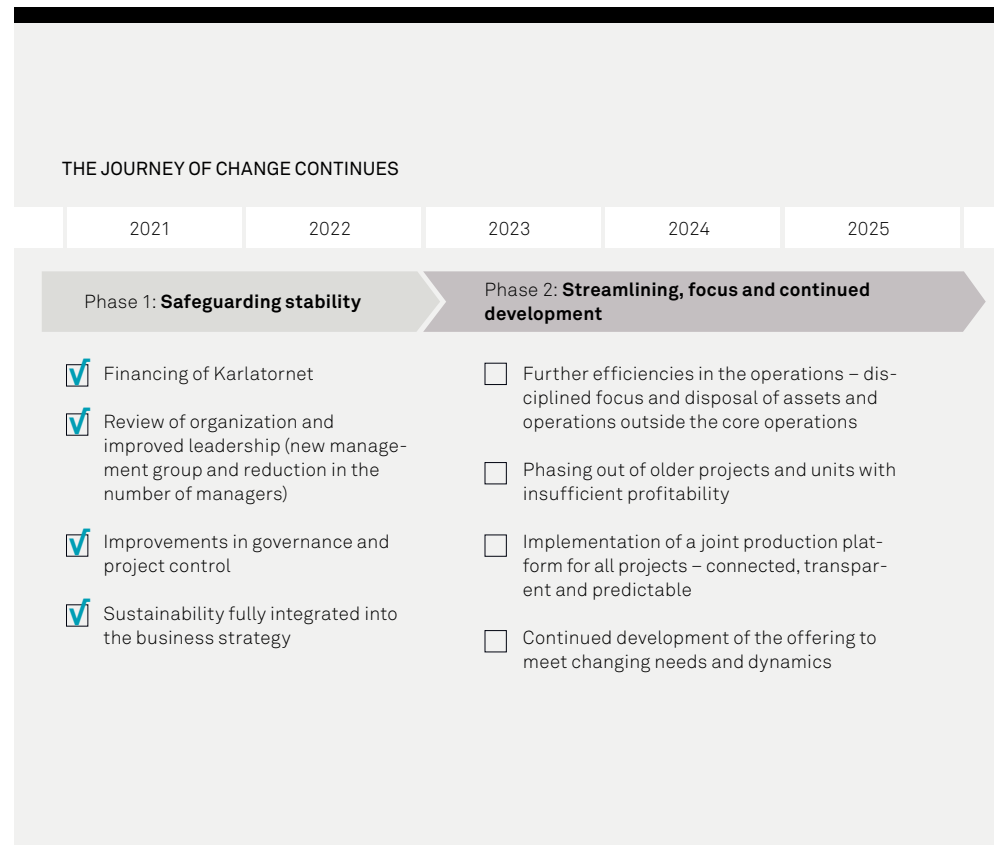 THE JOURNEY OF CHANGE CONTINUES
2021 2022 2023 2024 2025
Phase 1: Safeguarding stability
Phase 2: Streamlining, focus and continued
development
Financing of Karlatornet
Review of organization and
improved leadership (new manage-
ment group and reduction in the
number of managers)
Improvements in governance and
project control
Sustainability fully integrated into
the business strategy
Further efficiencies in the operations – dis-
ciplined focus and disposal of assets and
operations outside the core operations
Phasing out of older projects and units with
insufficient profitability
Implementation of a joint production plat-
form for all projects – connected, transpar-
ent and predictable
Continued development of the offering to
meet changing needs and dynamics